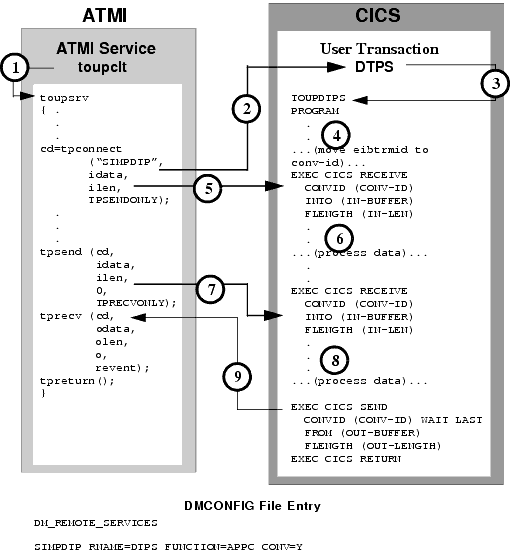 ATMI
CICS
ATMI Service
toupclt
1
toupsrv
{ .
.
.
cd=tpconnect
("SIMPDTP",
idata,
ilen,
TPSENDONLY);
.
.
.
tpsend (cd,
idata,
ilen,
0,
TPRECVONLY);
tprecv (cd,
odata,
olen,
o,
revent);
tpreturn();
}
2
5
7
9
User Transaction
DTPS
3
TOUPDTPS
PROGRAM
.
.
4
...(move eibtrmid to
conv-id)...
EXEC CICS RECEIVE
CONVID (CONV-ID)
INTO (IN-BUFFER)
FLENGTH (IN-LEN)
.
.
6
...(process data)...
.
.
EXEC CICS RECEIVE
CONVID (CONV-ID)
INTO (IN-BUFFER)
FLENGTH (IN-LEN)
.
.
.
8
...(process data)...
EXEC CICS SEND
CONVID (CONV-ID) WAIT LAST
FROM (OUT-BUFFER)
FLENGTH (OUT-LENGTH)
EXEC CICS RETURN
DMCONFIG File Entry
DM_REMOTE_SERVICES
SIMPDTP RNAME=DTPS FUNCTION=APPC CONV=Y